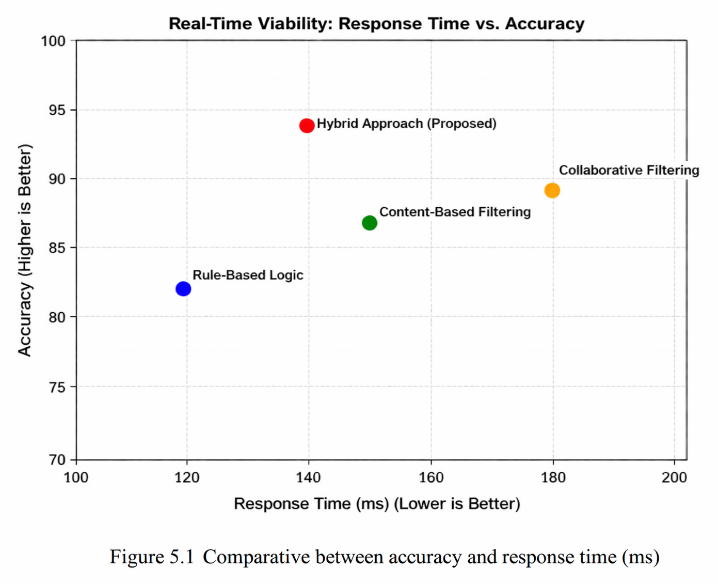 Real-Time Viability: Response Time vs. Accuracy
100
95
90
85
80
75
70
Accuracy (Higher is Better)
Hybrid Approach (Proposed)
Collaborative Filtering
Content-Based Filtering
Rule-Based Logic
100 120 140 160 180 200
Response Time (ms) (Lower is Better)
Figure 5.1 Comparative between accuracy and response time (ms)